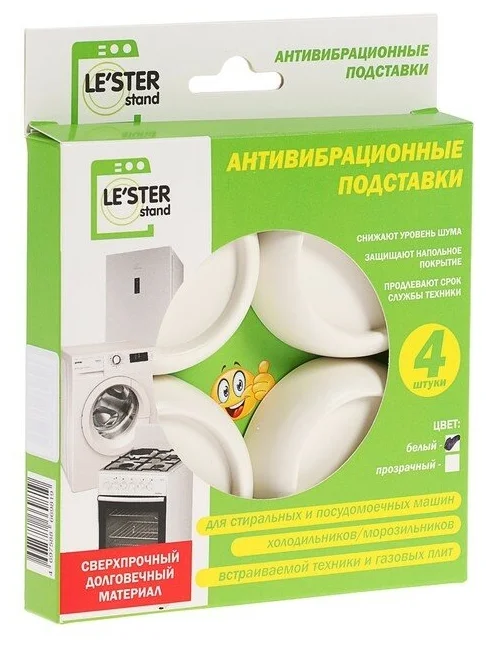 LE'STER
stand
АНТИВИБРАЦИОННЫЕ
ПОДСТАВКИ
LE'STER
stand
АНТИВИБРАЦИОННЫЕ
ПОДСТАВКИ
СНИЖАЮТ УРОВЕНЬ ШУМА
ЗАЩИЩАЮТ НАПОЛЬНОЕ
ПОКРЫТИЕ
ПРОДЛЕВАЮТ СРОК
СЛУЖБЫ ТЕХНИКИ
4
штуки
ЦВЕТ:
белый -
прозрачный -
для стиральных и посудомоечных машин
холодильников/морозильников
встраиваемой техники и газовых плит
СВЕРХПРОЧНЫЙ
ДОЛГОВЕЧНЫЙ
МАТЕРИАЛ